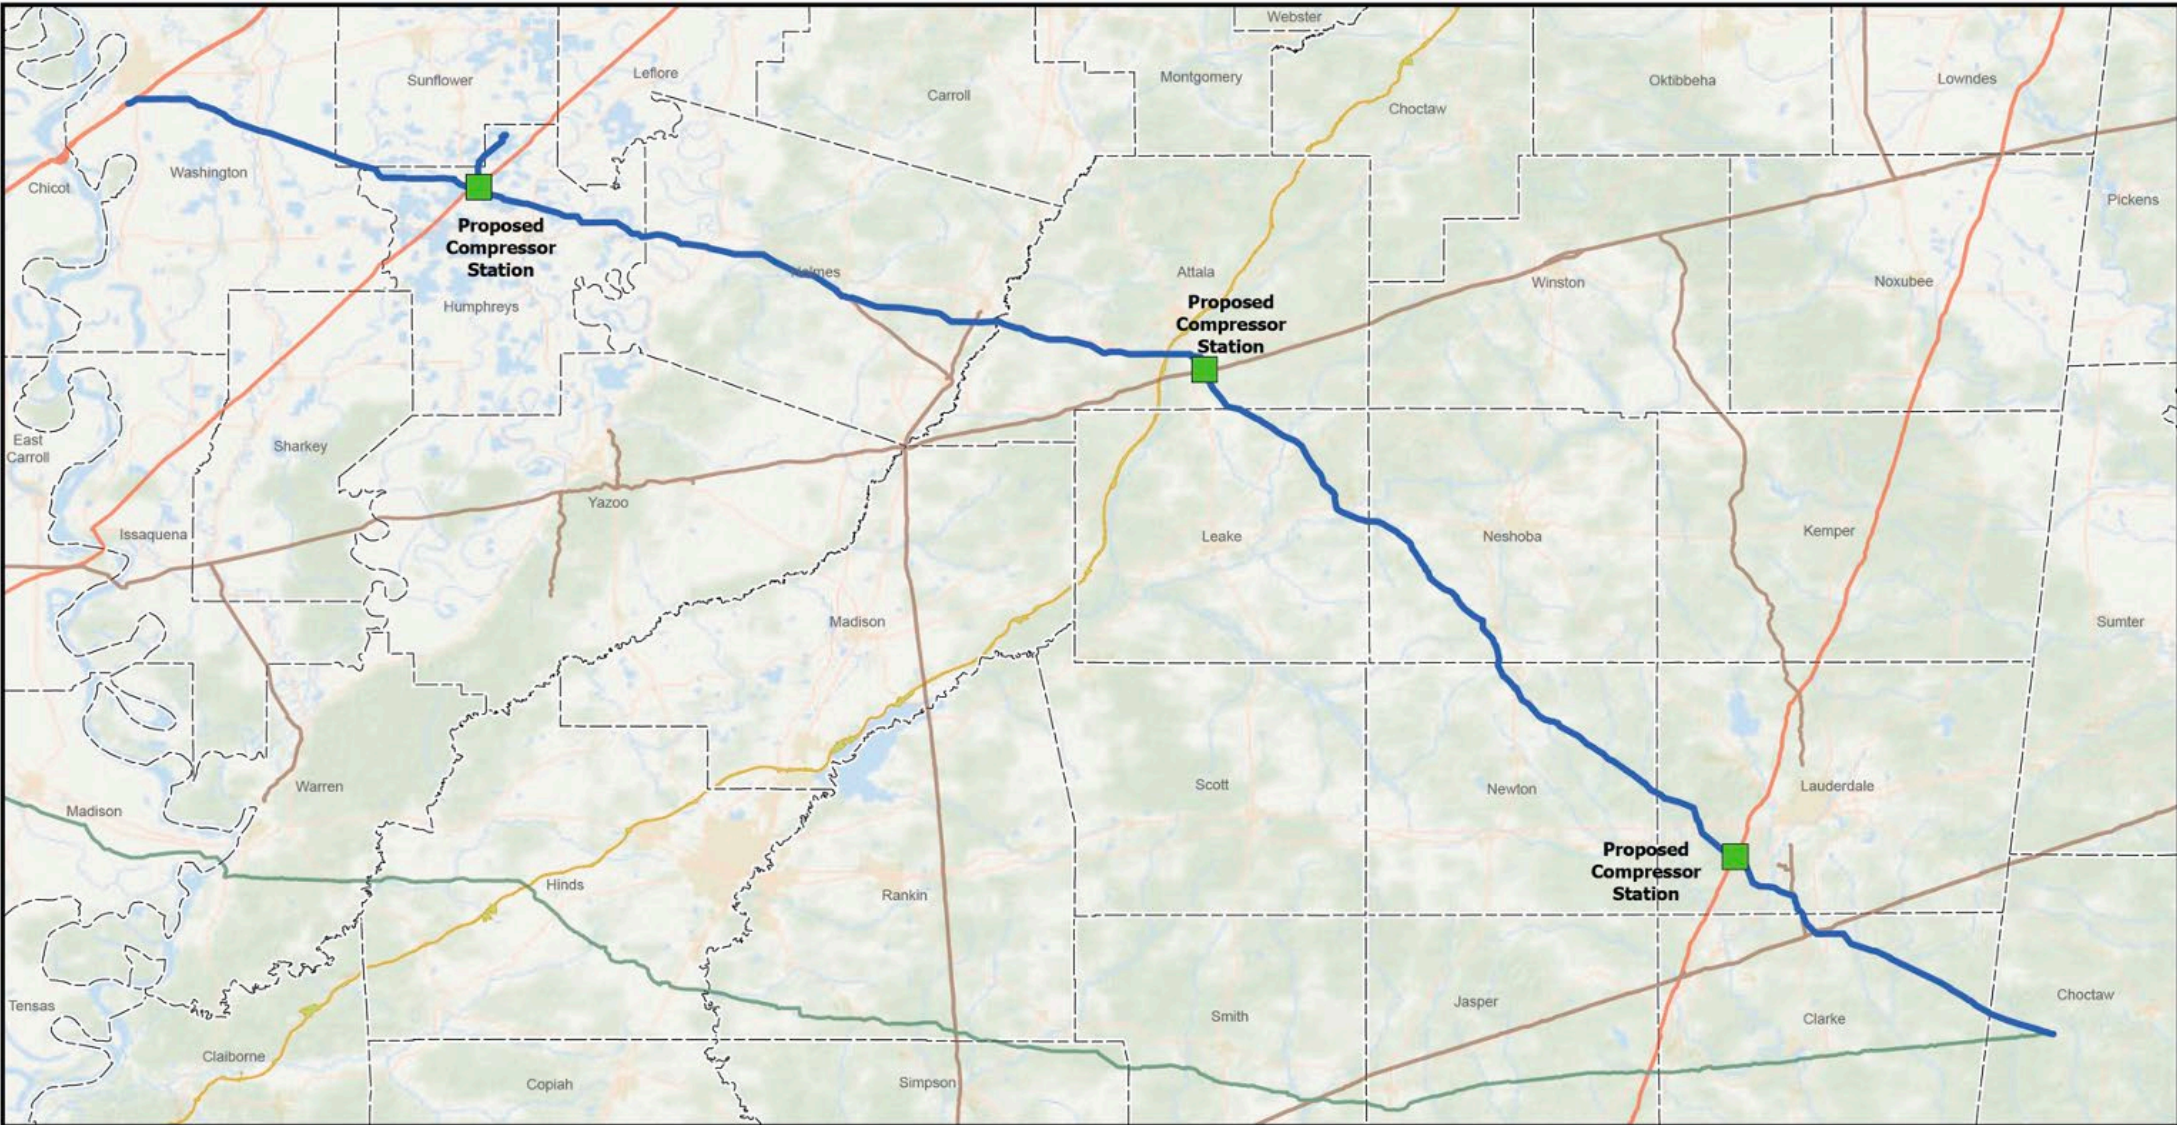 Webster
Sunflower
Leflore
Montgomery
Oktibbeha
Lowndes
Carroll
Choctaw
Washington
Chicot
Pickens
Proposed
Compressor
Station
Holmes
Attala
Winston
Noxubee
Humphreys
Proposed
Compressor
Station
East
Carroll
Sharkey
Yazoo
Issaquena
Leake
Neshoba
Kemper
Madison
Sumter
Warren
Scott
Newton
Lauderdale
Madison
Proposed
Compressor
Station
Hinds
Rankin
Tensas
Smith
Jasper
Clarke
Choctaw
Claiborne
Copiah
Simpson